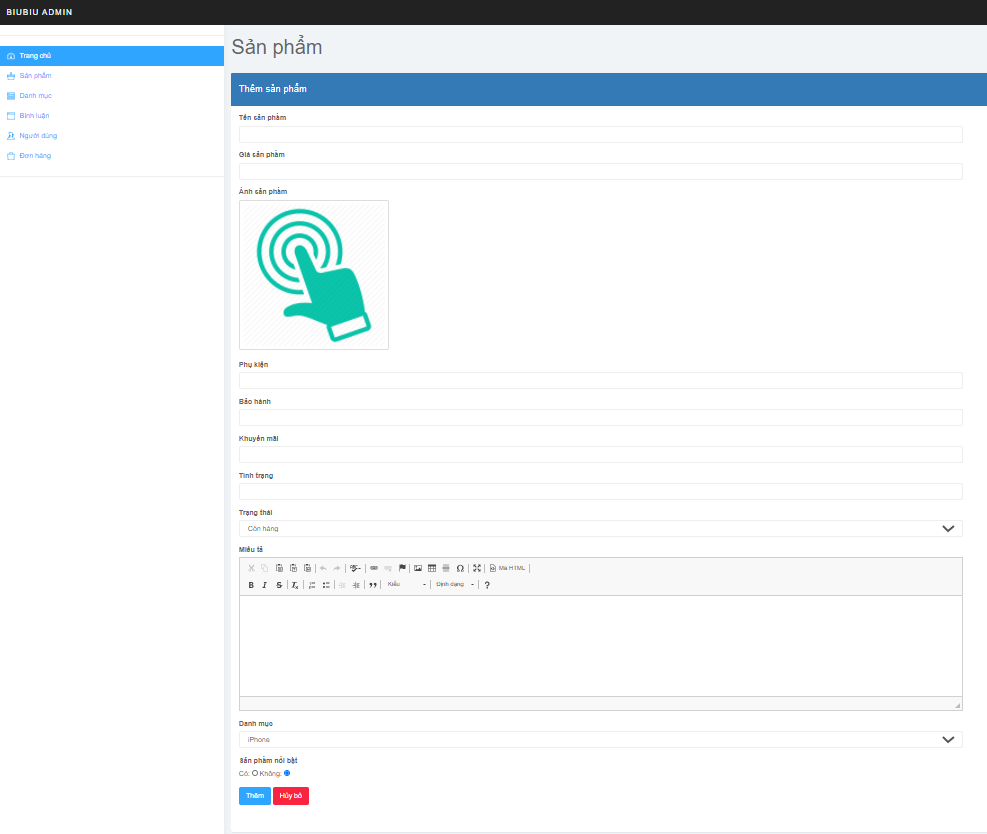 BIUBIU ADMIN
Trang chủ
Sản phẩm
Danh mục
Bình luận
Người dùng
Đơn hàng
Sản phẩm
Thêm sản phẩm
Tên sản phẩm
Giá sản phẩm
Ảnh sản phẩm
Phụ kiện
Bảo hành
Khuyến mãi
Tình trạng
Trạng thái
Còn hàng
Miêu tả
Mã HTML
B I S Kiểu Định dạng ?
Danh mục
iPhone
Sản phẩm nổi bật
Có: Không:
Thêm Hủy bỏ